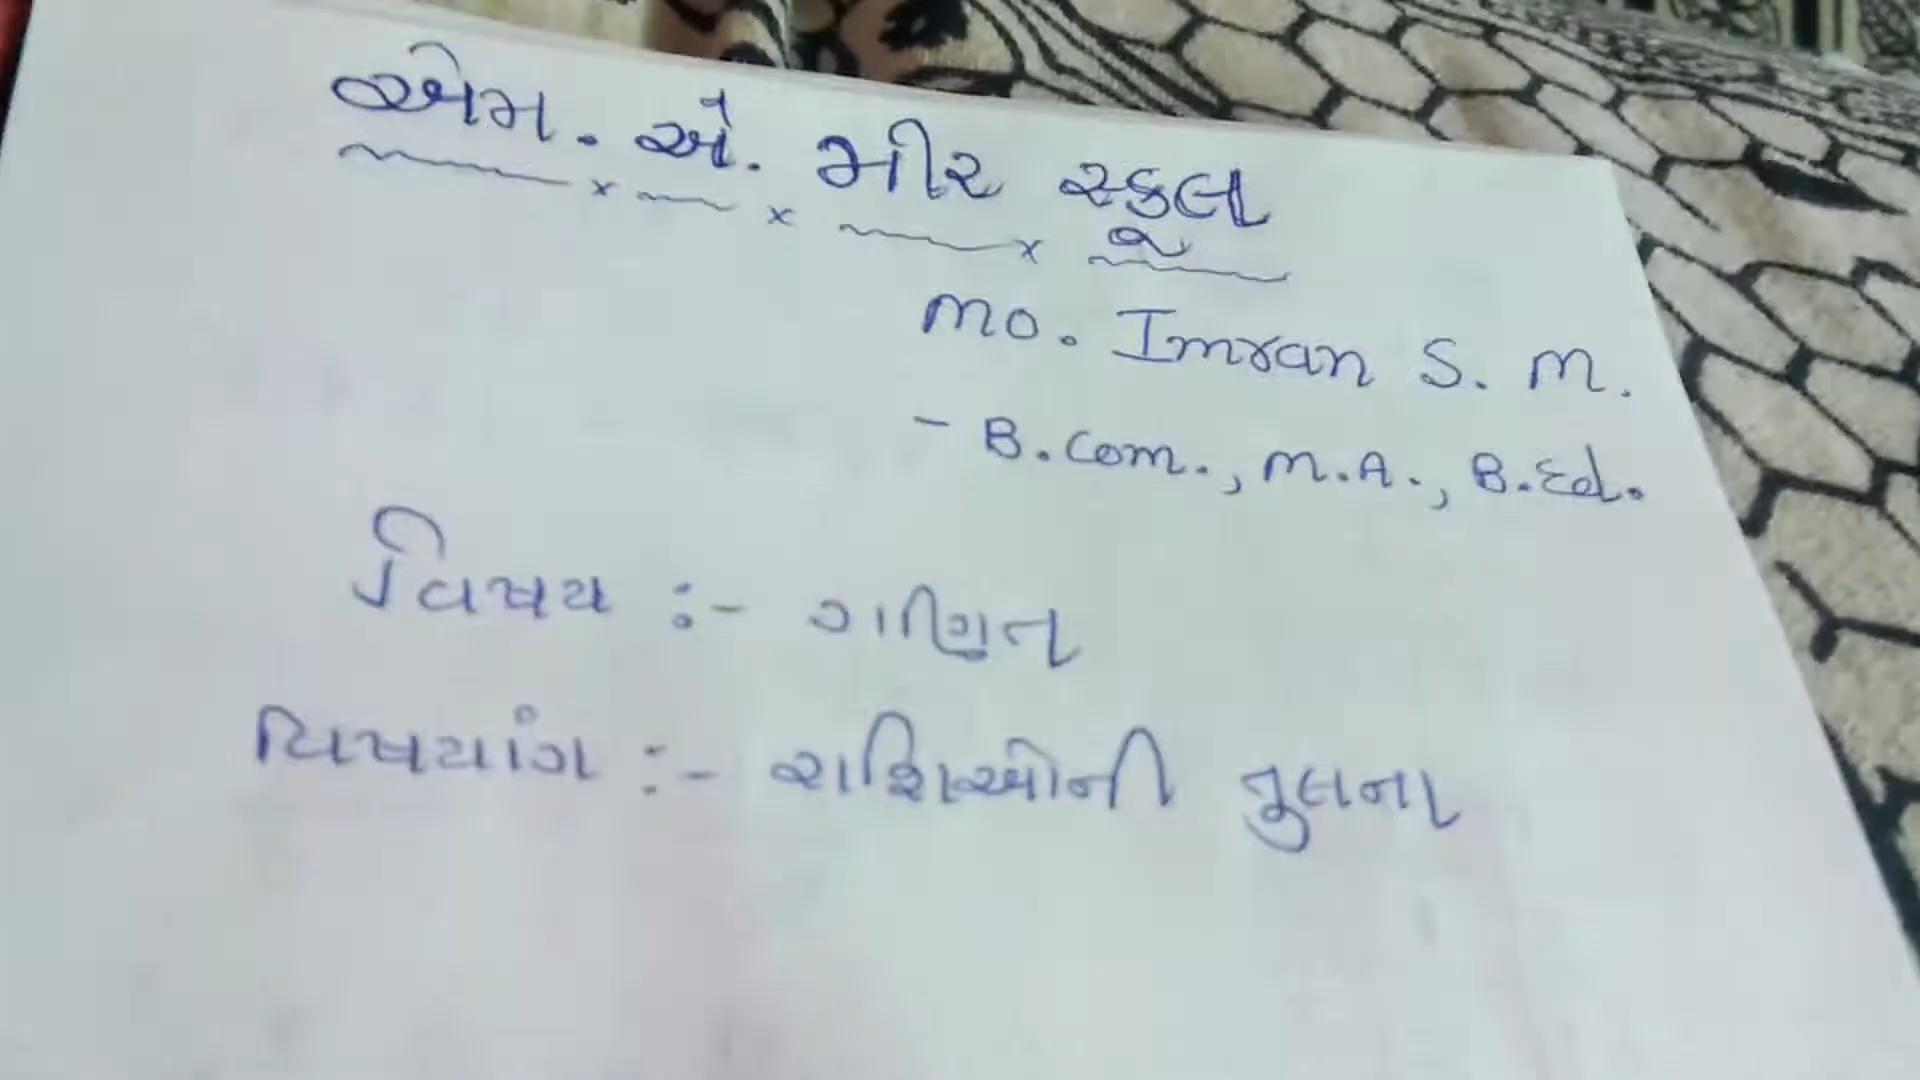 એમ. એ. મીર સ્કૂલ
Mo. Imran S. M.
- B.Com., M.A., B.Ed.
વિષય :- ગણિત
વિષયાંગ :- રાશિઓની તુલના